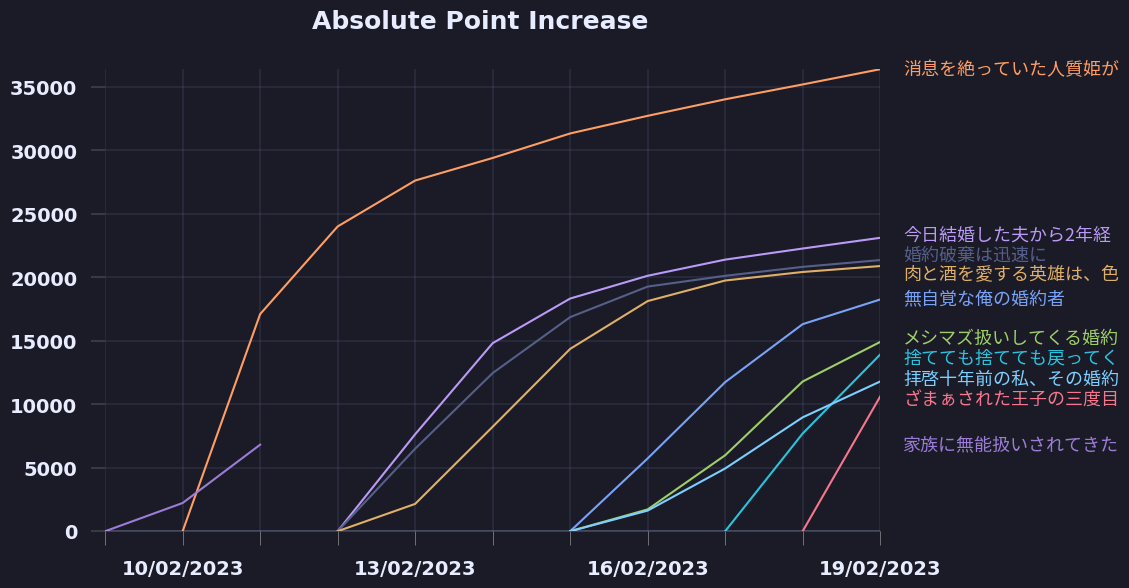 Absolute Point Increase
35000
30000
25000
20000
15000
10000
5000
0
10/02/2023
13/02/2023
16/02/2023
19/02/2023
消息を絶っていた人質姫が
今日結婚した夫から2年経
婚約破棄は迅速に
肉と酒を愛する英雄は、色
無自覚な俺の婚約者
メシマズ扱いしてくる婚約
捨てても捨てても戻ってく
拝啓十年前の私、その婚約
ざまぁされた王子の三度目
家族に無能扱いされてきた